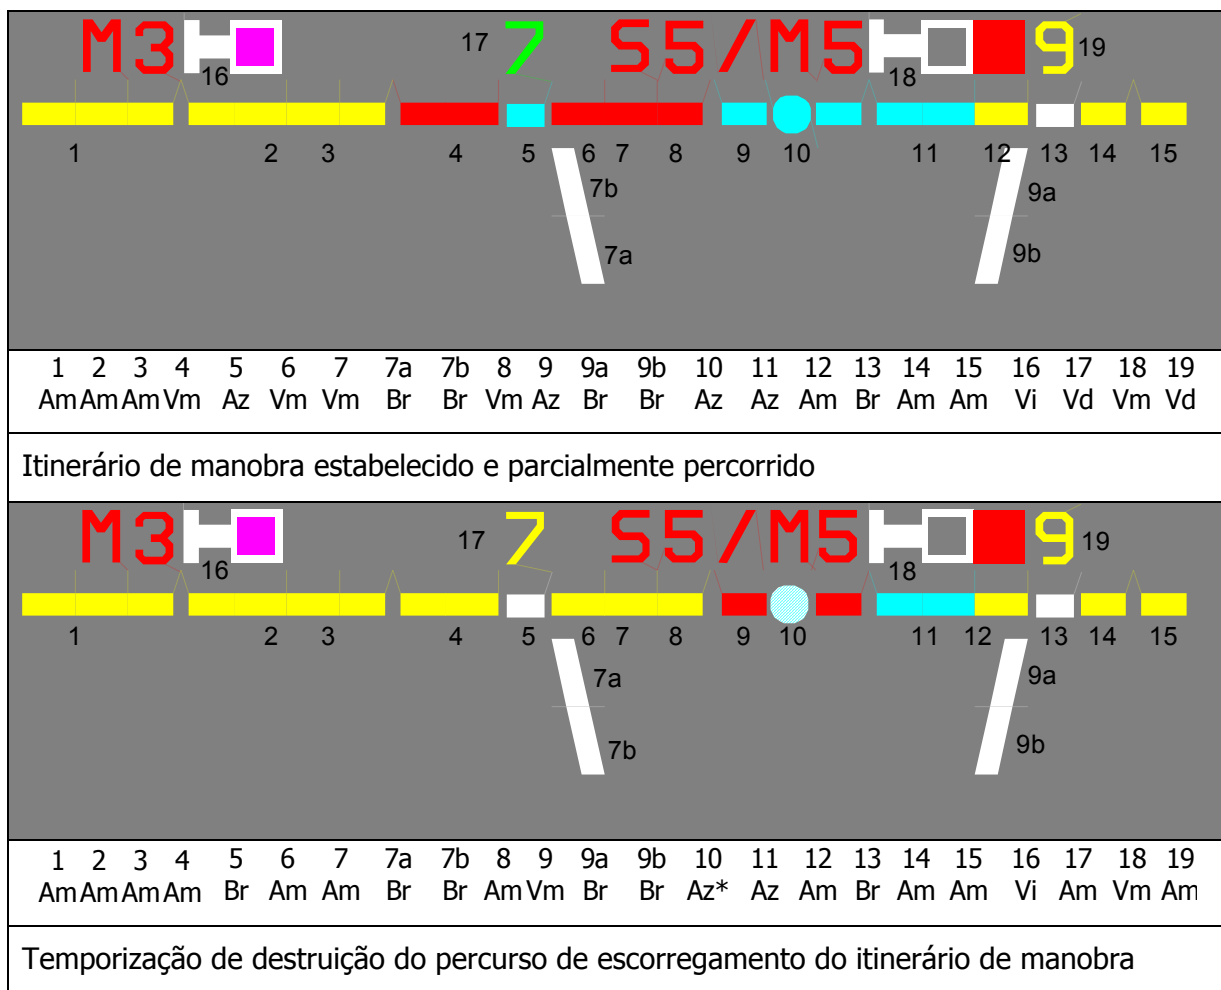 M3 16 17 7 S5/M5 18 9 19
1 2 3 4 5 6 7 8 9 10 11 12 13 14 15
7b 9a
7a 9b
1 2 3 4 5 6 7 7a 7b 8 9 9a 9b 10 11 12 13 14 15 16 17 18 19
Am Am Am Vm Az Vm Vm Br Br Vm Az Br Br Az Az Am Br Am Am Vi Vd Vm Vd
Itinerário de manobra estabelecido e parcialmente percorrido
M3 16 17 7 S5/M5 18 9 19
1 2 3 4 5 6 7 8 9 10 11 12 13 14 15
7a 9a
7b 9b
1 2 3 4 5 6 7 7a 7b 8 9 9a 9b 10 11 12 13 14 15 16 17 18 19
Am Am Am Am Br Am Am Br Br Am Vm Br Br Az* Az Am Br Am Am Vi Am Vm Am
Temporização de destruição do percurso de escorregamento do itinerário de manobra